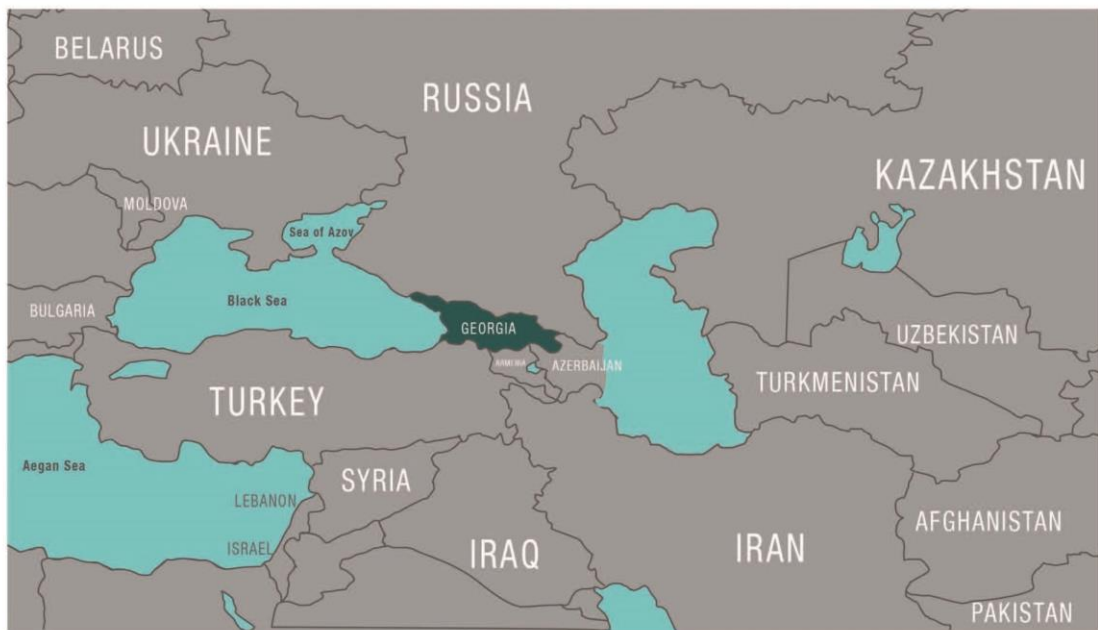 BELARUS
RUSSIA
UKRAINE
KAZAKHSTAN
MOLDOVA
Sea of Azov
Black Sea
BULGARIA
GEORGIA
UZBEKISTAN
ARMENIA
AZERBAIJAN
TURKMENISTAN
TURKEY
Aegan Sea
SYRIA
LEBANON
AFGHANISTAN
ISRAEL
IRAQ
IRAN
PAKISTAN